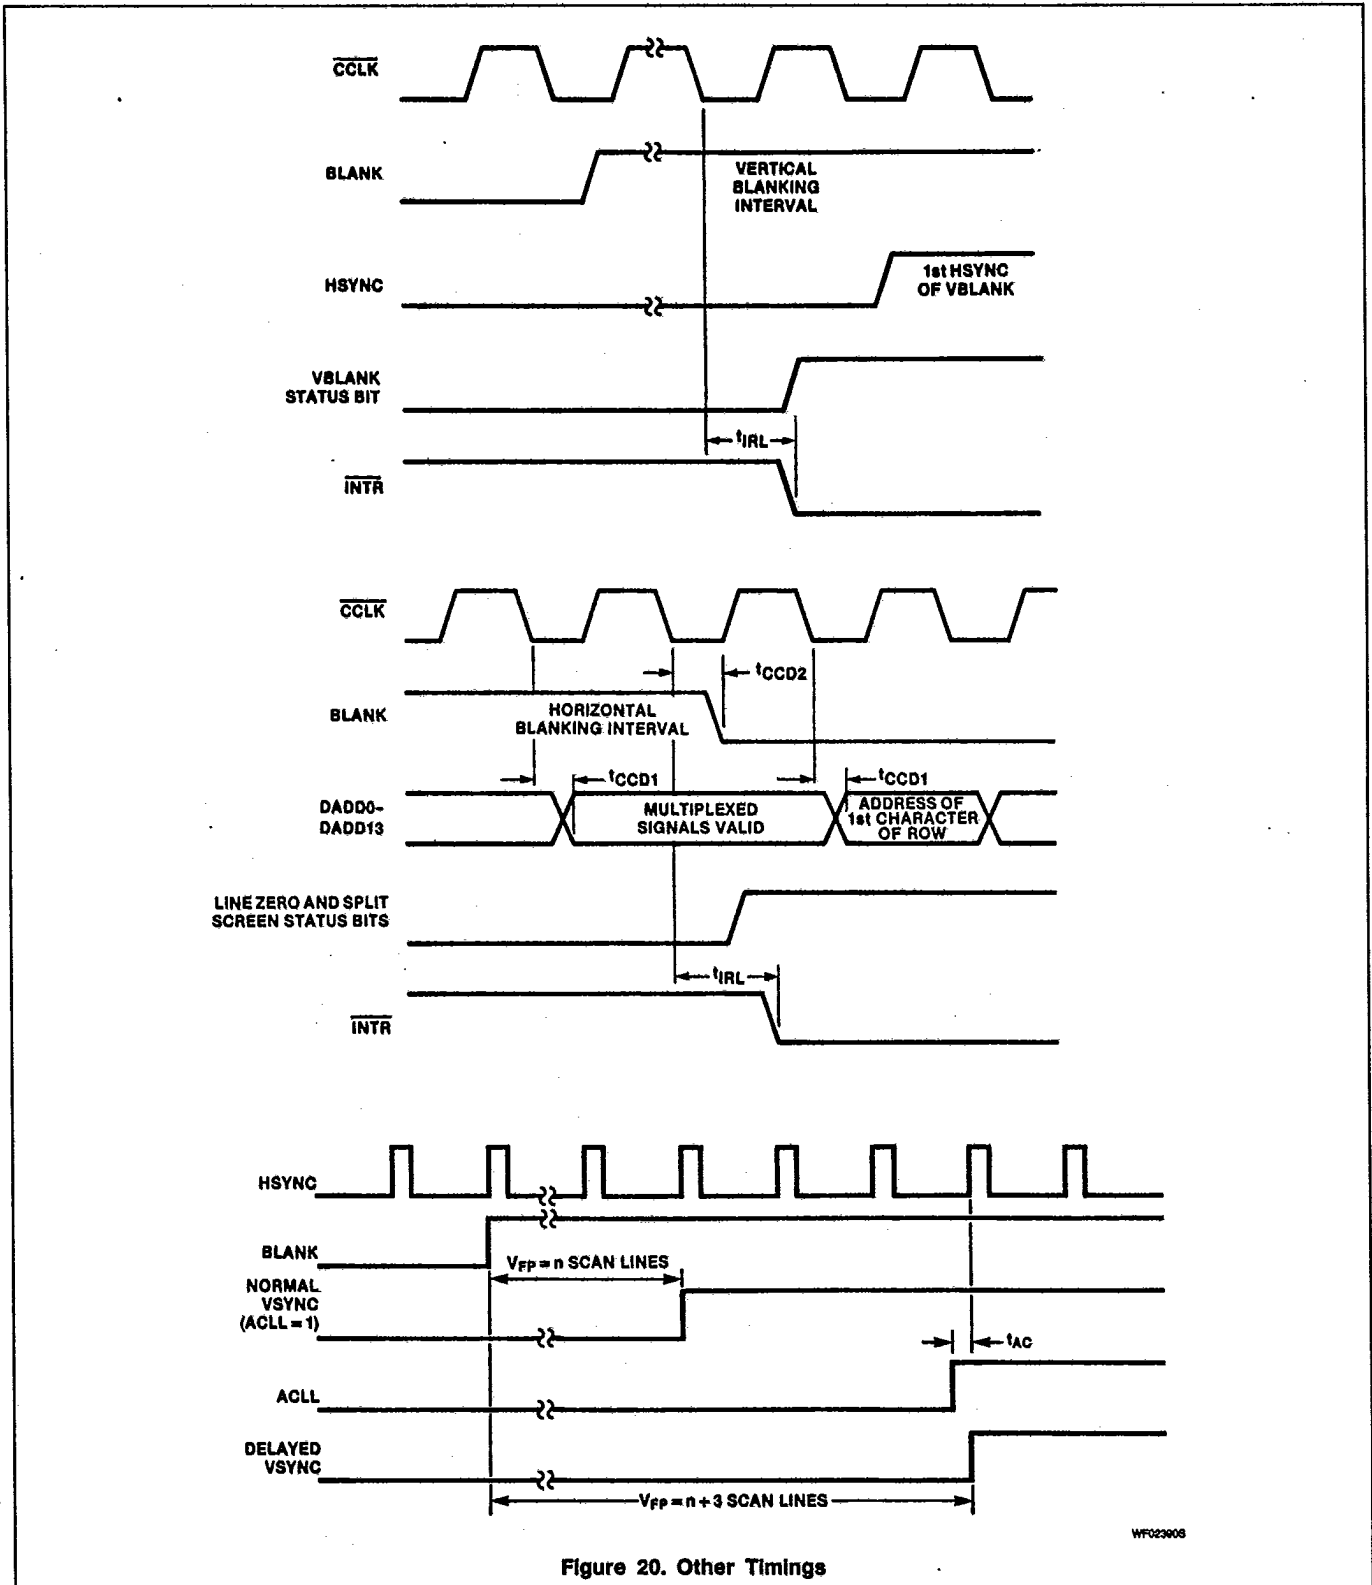 CCLK
BLANK
VERTICAL
BLANKING
INTERVAL
HSYNC
1st HSYNC
OF VBLANK
VBLANK
STATUS BIT
tIRL
INTR
CCLK
tCCD2
BLANK
HORIZONTAL
BLANKING INTERVAL
tCCD1
tCCD1
DADD0-
DADD13
MULTIPLEXED
SIGNALS VALID
ADDRESS OF
1st CHARACTER
OF ROW
LINE ZERO AND SPLIT
SCREEN STATUS BITS
tIRL
INTR
HSYNC
BLANK
VFP = n SCAN LINES
NORMAL
VSYNC
(ACLL = 1)
tAC
ACLL
DELAYED
VSYNC
VFP = n + 3 SCAN LINES
WF02390S
Figure 20. Other Timings